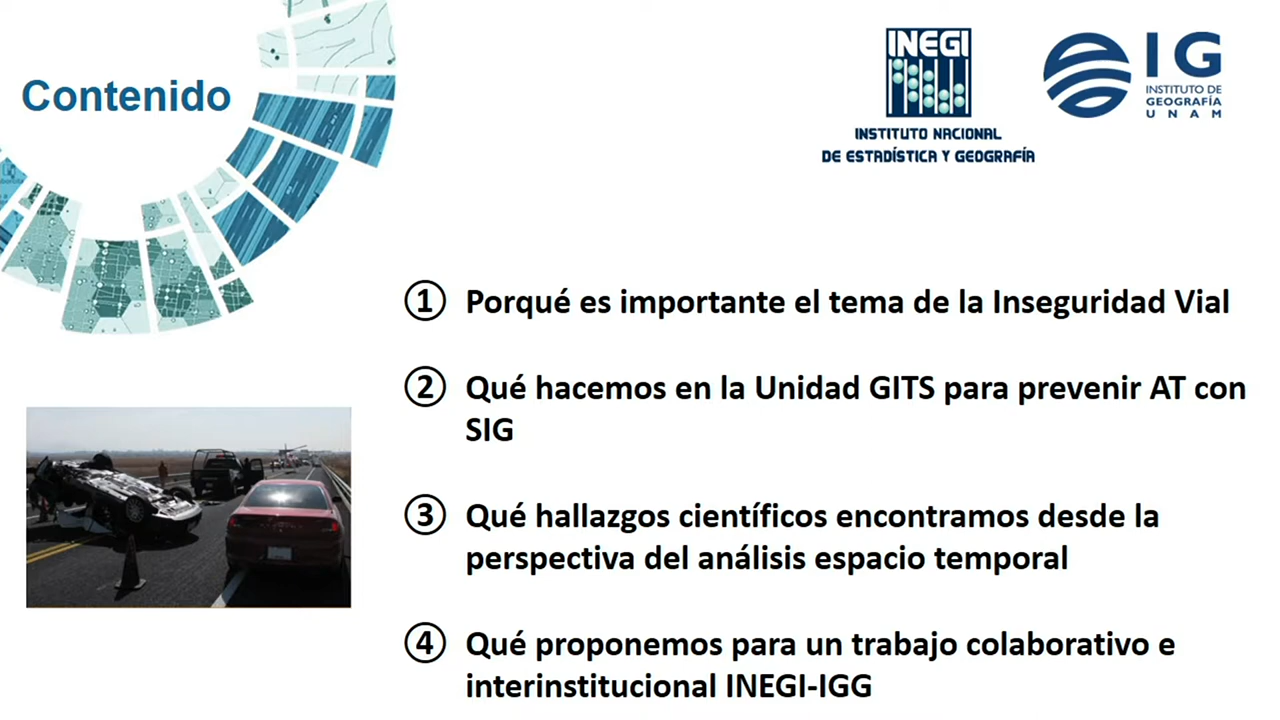 Contenido
INEGI
INSTITUTO NACIONAL
DE ESTADÍSTICA Y GEOGRAFÍA
IG
INSTITUTO DE
GEOGRAFÍA
UNAM
① Porqué es importante el tema de la Inseguridad Vial
② Qué hacemos en la Unidad GITS para prevenir AT con
SIG
③ Qué hallazgos científicos encontramos desde la
perspectiva del análisis espacio temporal
④ Qué proponemos para un trabajo colaborativo e
interinstitucional INEGI-IGG